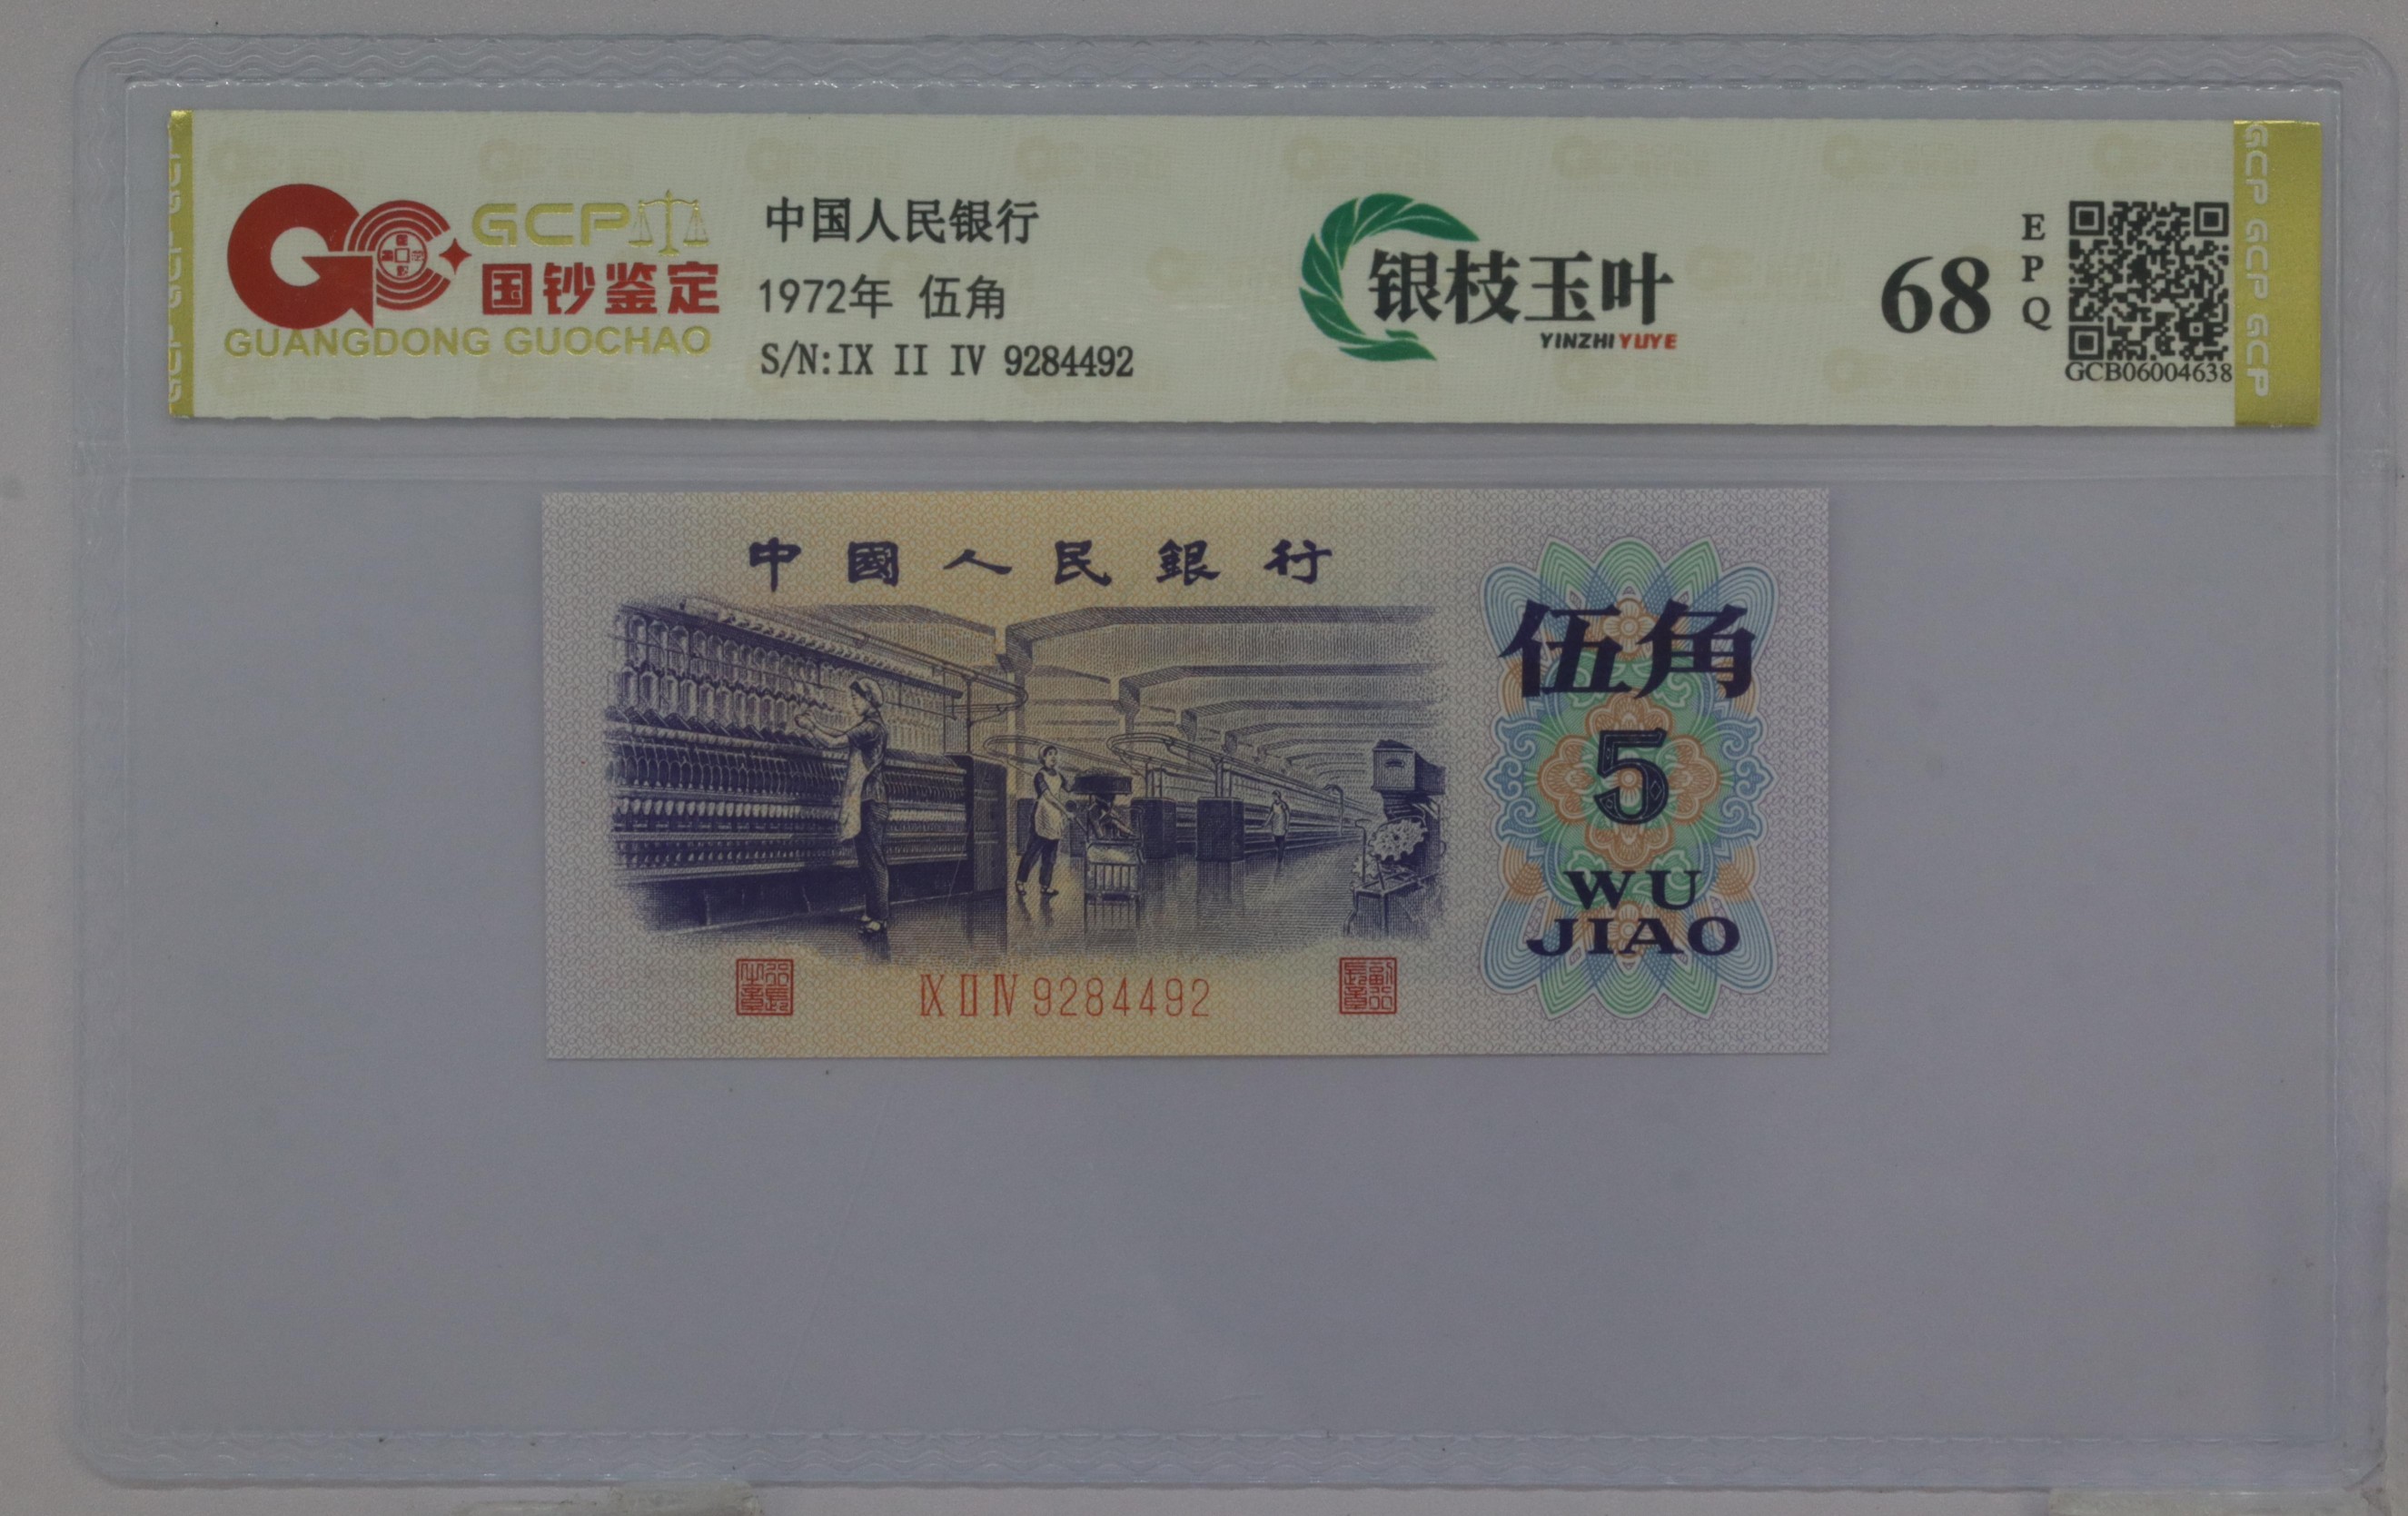 GCP
国钞鉴定
GUANGDONG GUOCHAO
中国人民银行
1972年 伍角
S/N:IX II IV 9284492
银枝玉叶
YINZHIYUYE
68
EPQ
GCB06004638
GCP GCP GCP
中國人民銀行
伍角
5
WU
JIAO
IX II IV 9284492